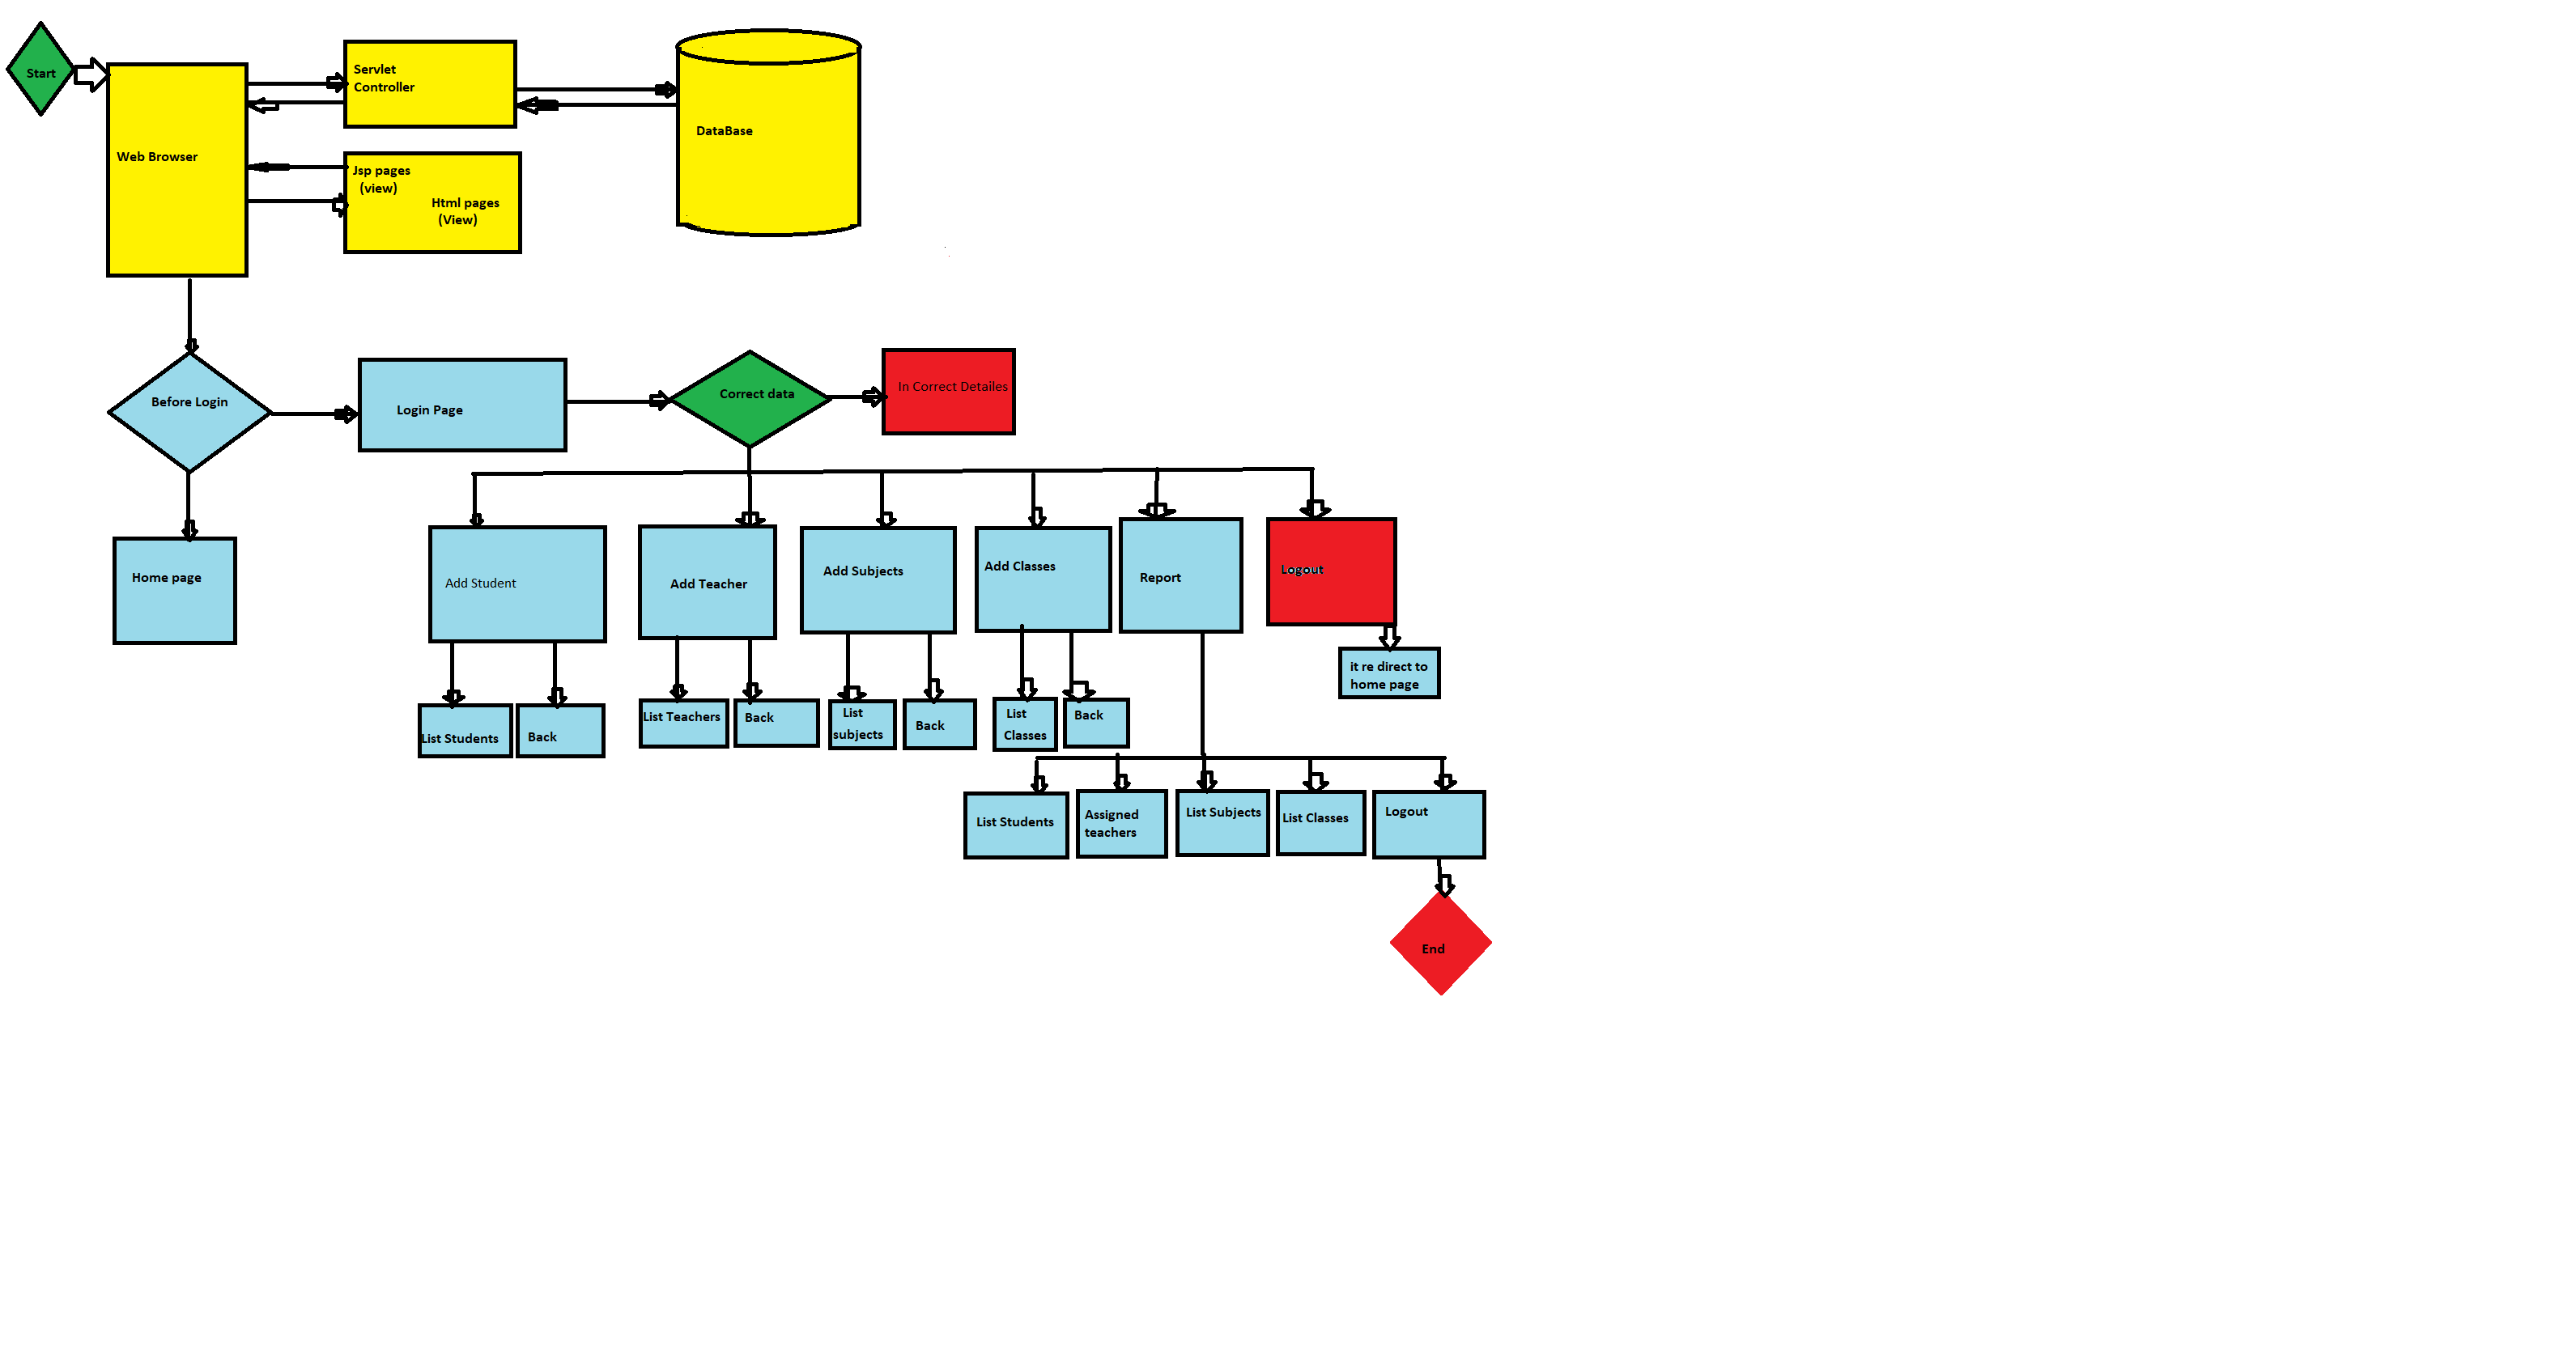 Start
Servlet
Controller
DataBase
Web Browser
Jsp pages
(view)
Html pages
(View)
Before Login
Login Page
Correct data
In Correct Detailes
Home page
Add Student
Add Teacher
Add Subjects
Add Classes
Report
Logout
it re direct to
home page
List Students
Back
List Teachers
Back
List
subjects
Back
List
Classes
Back
List Students
Assigned
teachers
List Subjects
List Classes
Logout
End